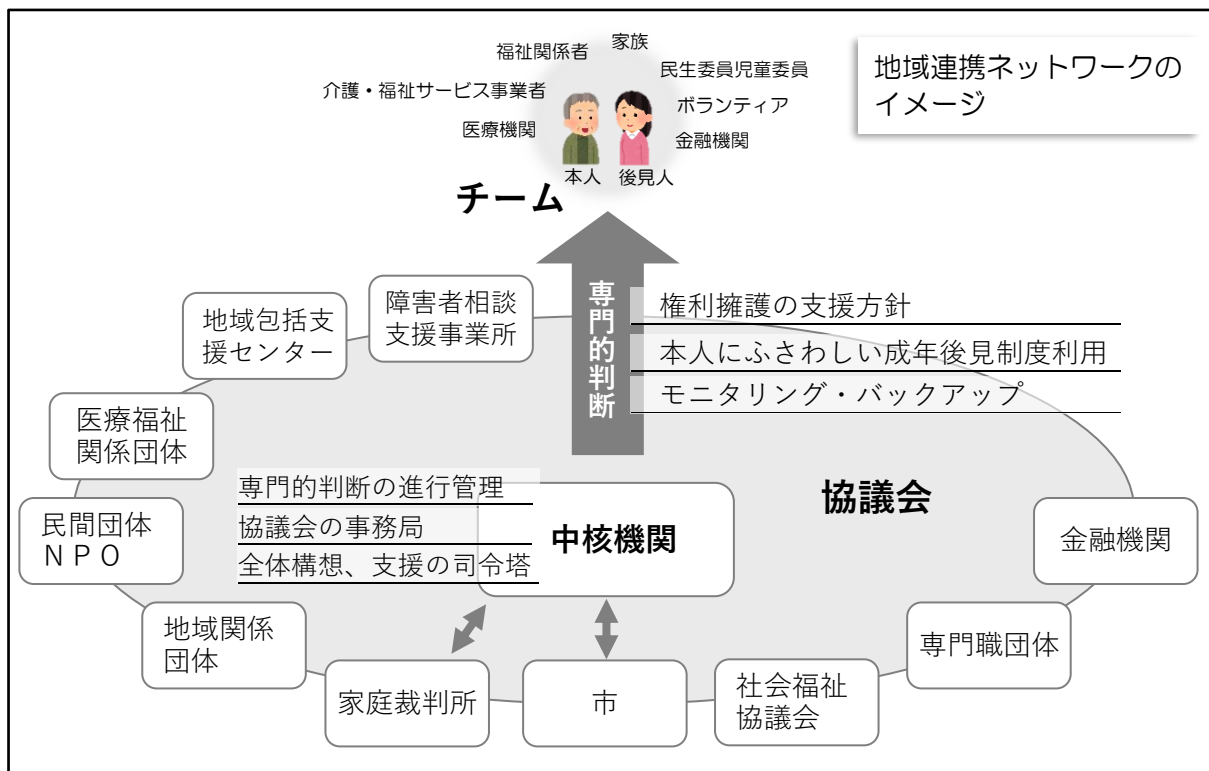 地域連携ネットワークの
イメージ
家族
福祉関係者
民生委員児童委員
介護・福祉サービス事業者
ボランティア
医療機関
金融機関
本人
後見人
チーム
専門的判断
権利擁護の支援方針
本人にふさわしい成年後見制度利用
モニタリング・バックアップ
障害者相談
支援事業所
地域包括支
援センター
医療福祉
関係団体
民間団体
ＮＰＯ
地域関係
団体
専門的判断の進行管理
協議会の事務局
全体構想、支援の司令塔
中核機関
協議会
金融機関
専門職団体
社会福祉
協議会
市
家庭裁判所